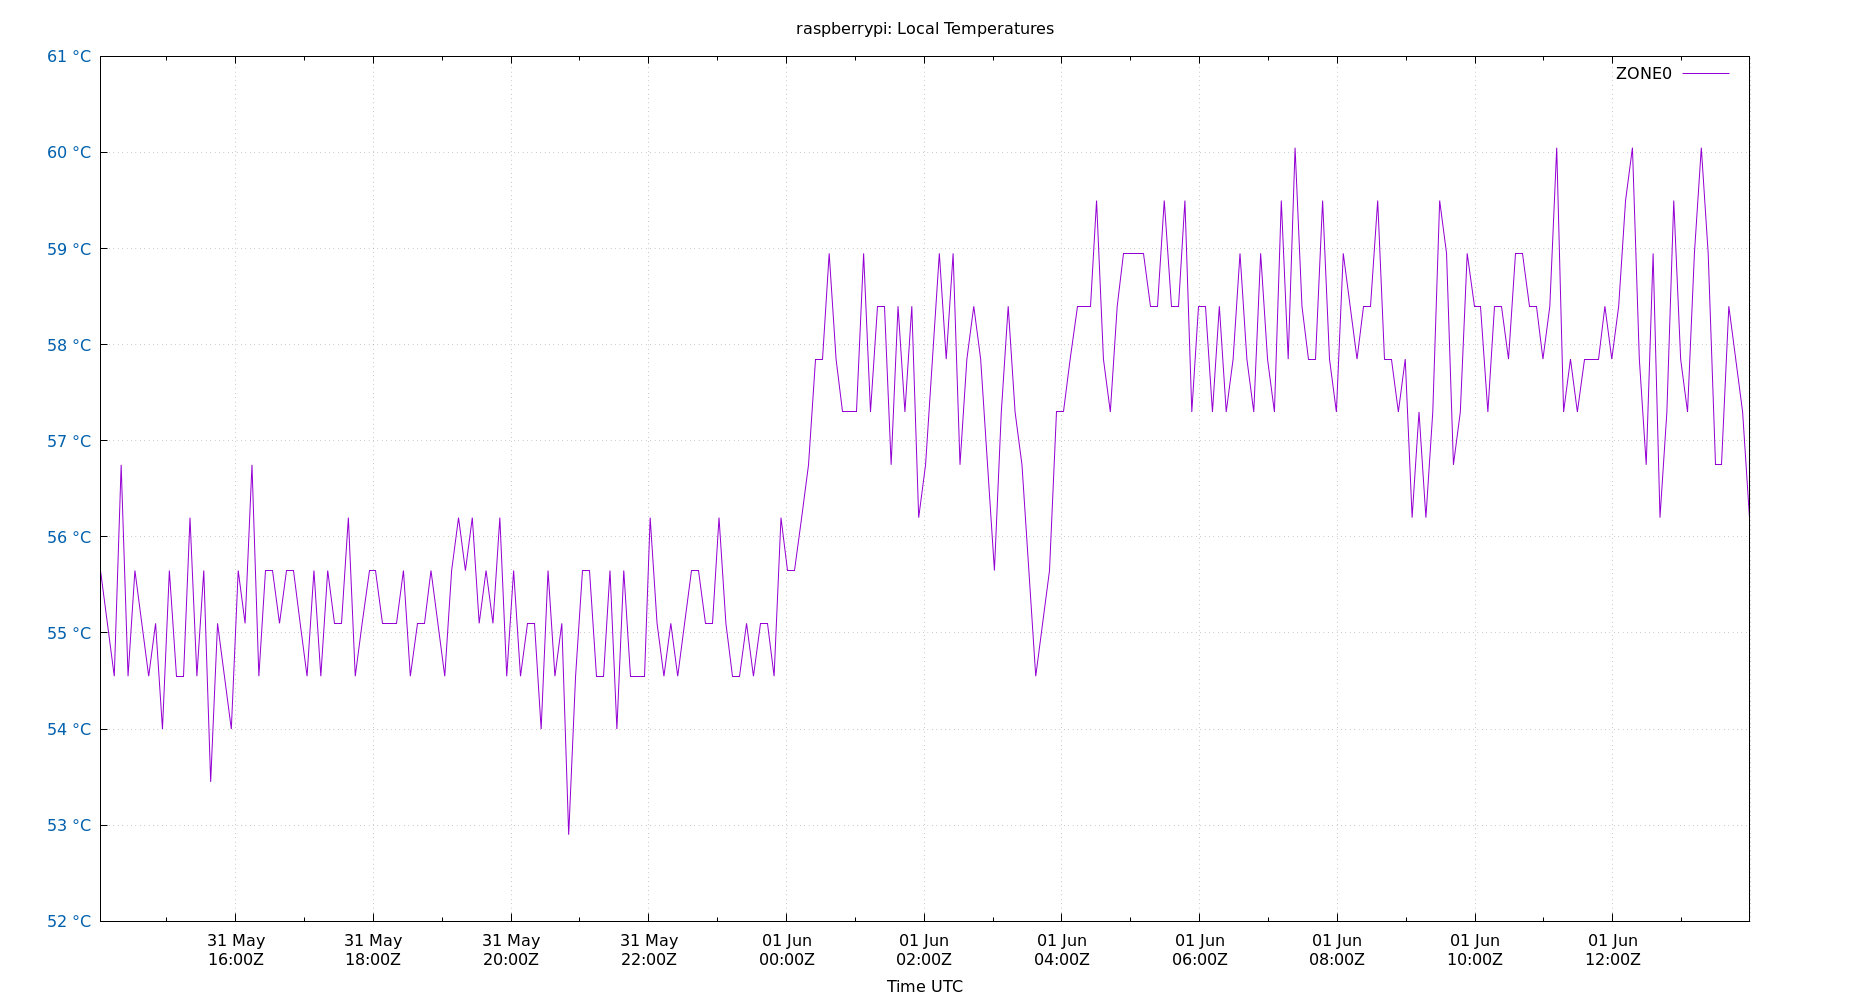 raspberrypi: Local Temperatures
61 °C
ZONE0
60 °C
59 °C
58 °C
57 °C
56 °C
55 °C
54 °C
53 °C
52 °C
31 May 31 May 31 May 31 May 01 Jun 01 Jun 01 Jun 01 Jun 01 Jun 01 Jun 01 Jun
16:00Z 18:00Z 20:00Z 22:00Z 00:00Z 02:00Z 04:00Z 06:00Z 08:00Z 10:00Z 12:00Z
Time UTC